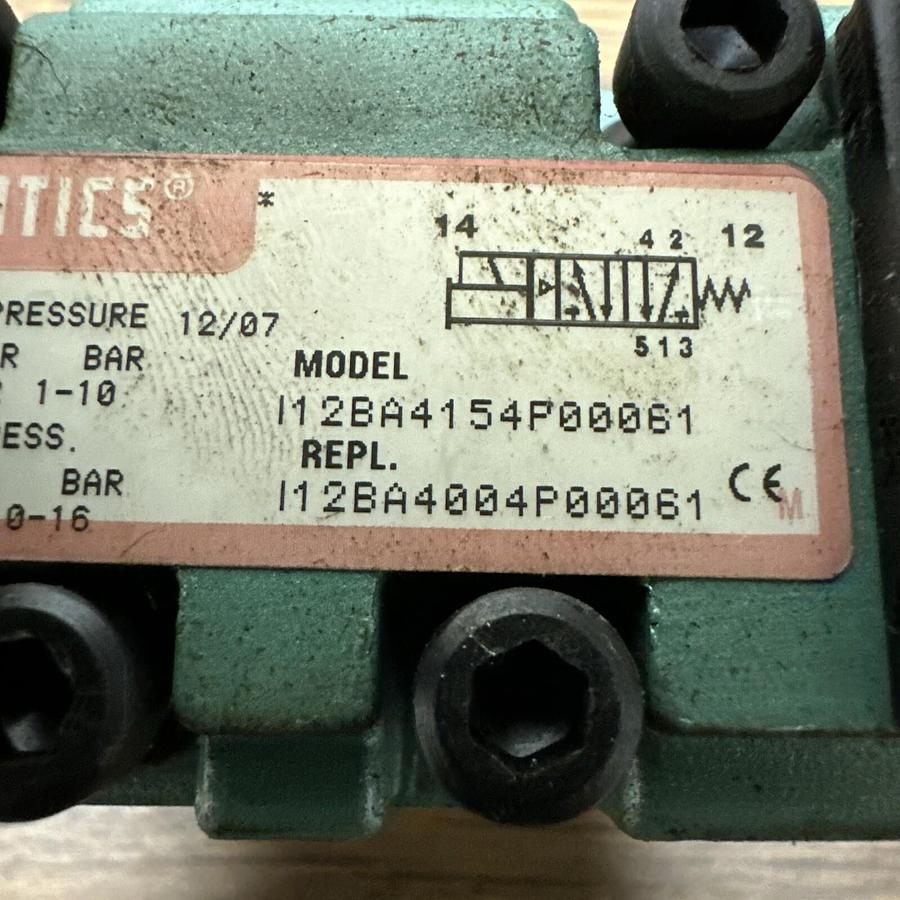 ATICS®
*
14 4 2 12
5 1 3
PRESSURE 12/07
R BAR
1-10
MODEL
I12BA4154P00061
ESS.
REPL.
BAR
I12BA4004P00061
CE
M
0-16